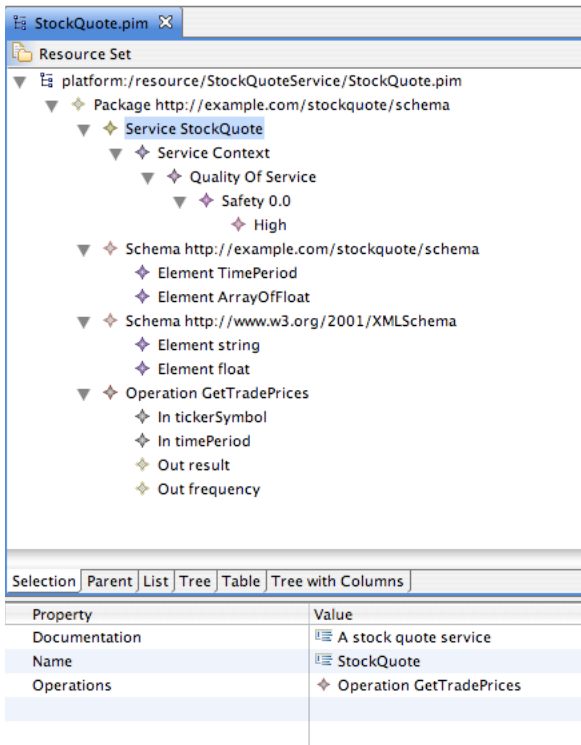 StockQuote.pim
Resource Set
platform:/resource/StockQuoteService/StockQuote.pim
Package http://example.com/stockquote/schema
Service StockQuote
Service Context
Quality Of Service
Safety 0.0
High
Schema http://example.com/stockquote/schema
Element TimePeriod
Element ArrayOfFloat
Schema http://www.w3.org/2001/XMLSchema
Element string
Element float
Operation GetTradePrices
In tickerSymbol
In timePeriod
Out result
Out frequency
Selection Parent List Tree Table Tree with Columns
Property Value
Documentation A stock quote service
Name StockQuote
Operations Operation GetTradePrices